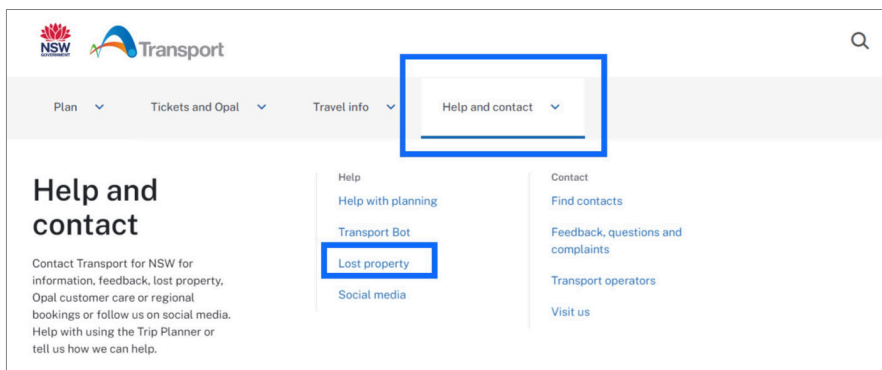 NSW
GOVERNMENT
Transport
Plan
Tickets and Opal
Travel info
Help and contact
Help and
contact
Contact Transport for NSW for
information, feedback, lost property,
Opal customer care or regional
bookings or follow us on social media.
Help with using the Trip Planner or
tell us how we can help.
Help
Help with planning
Transport Bot
Lost property
Social media
Contact
Find contacts
Feedback, questions and
complaints
Transport operators
Visit us